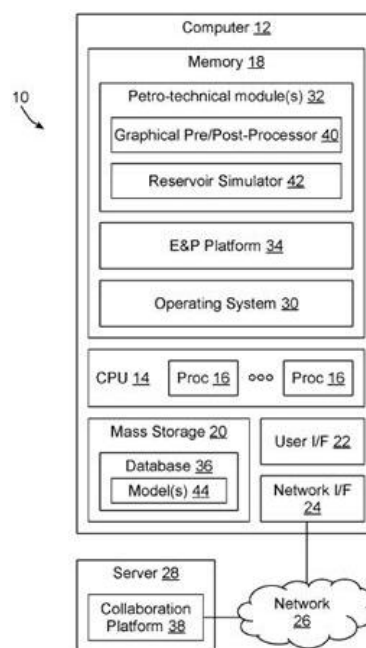 Computer 12
Memory 18
10
Petro-technical module(s) 32
Graphical Pre/Post-Processor 40
Reservoir Simulator 42
E&P Platform 34
Operating System 30
CPU 14 Proc 16 ooo Proc 16
Mass Storage 20
Database 36
Model(s) 44
User I/F 22
Network I/F
24
Server 28
Collaboration
Platform 38
Network
26